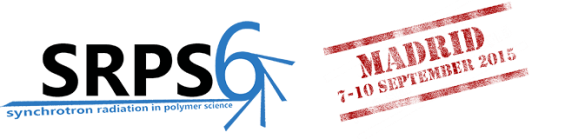 SRPS6
synchrotron radiation in polymer science
MADRID
7-10 SEPTEMBER 2015